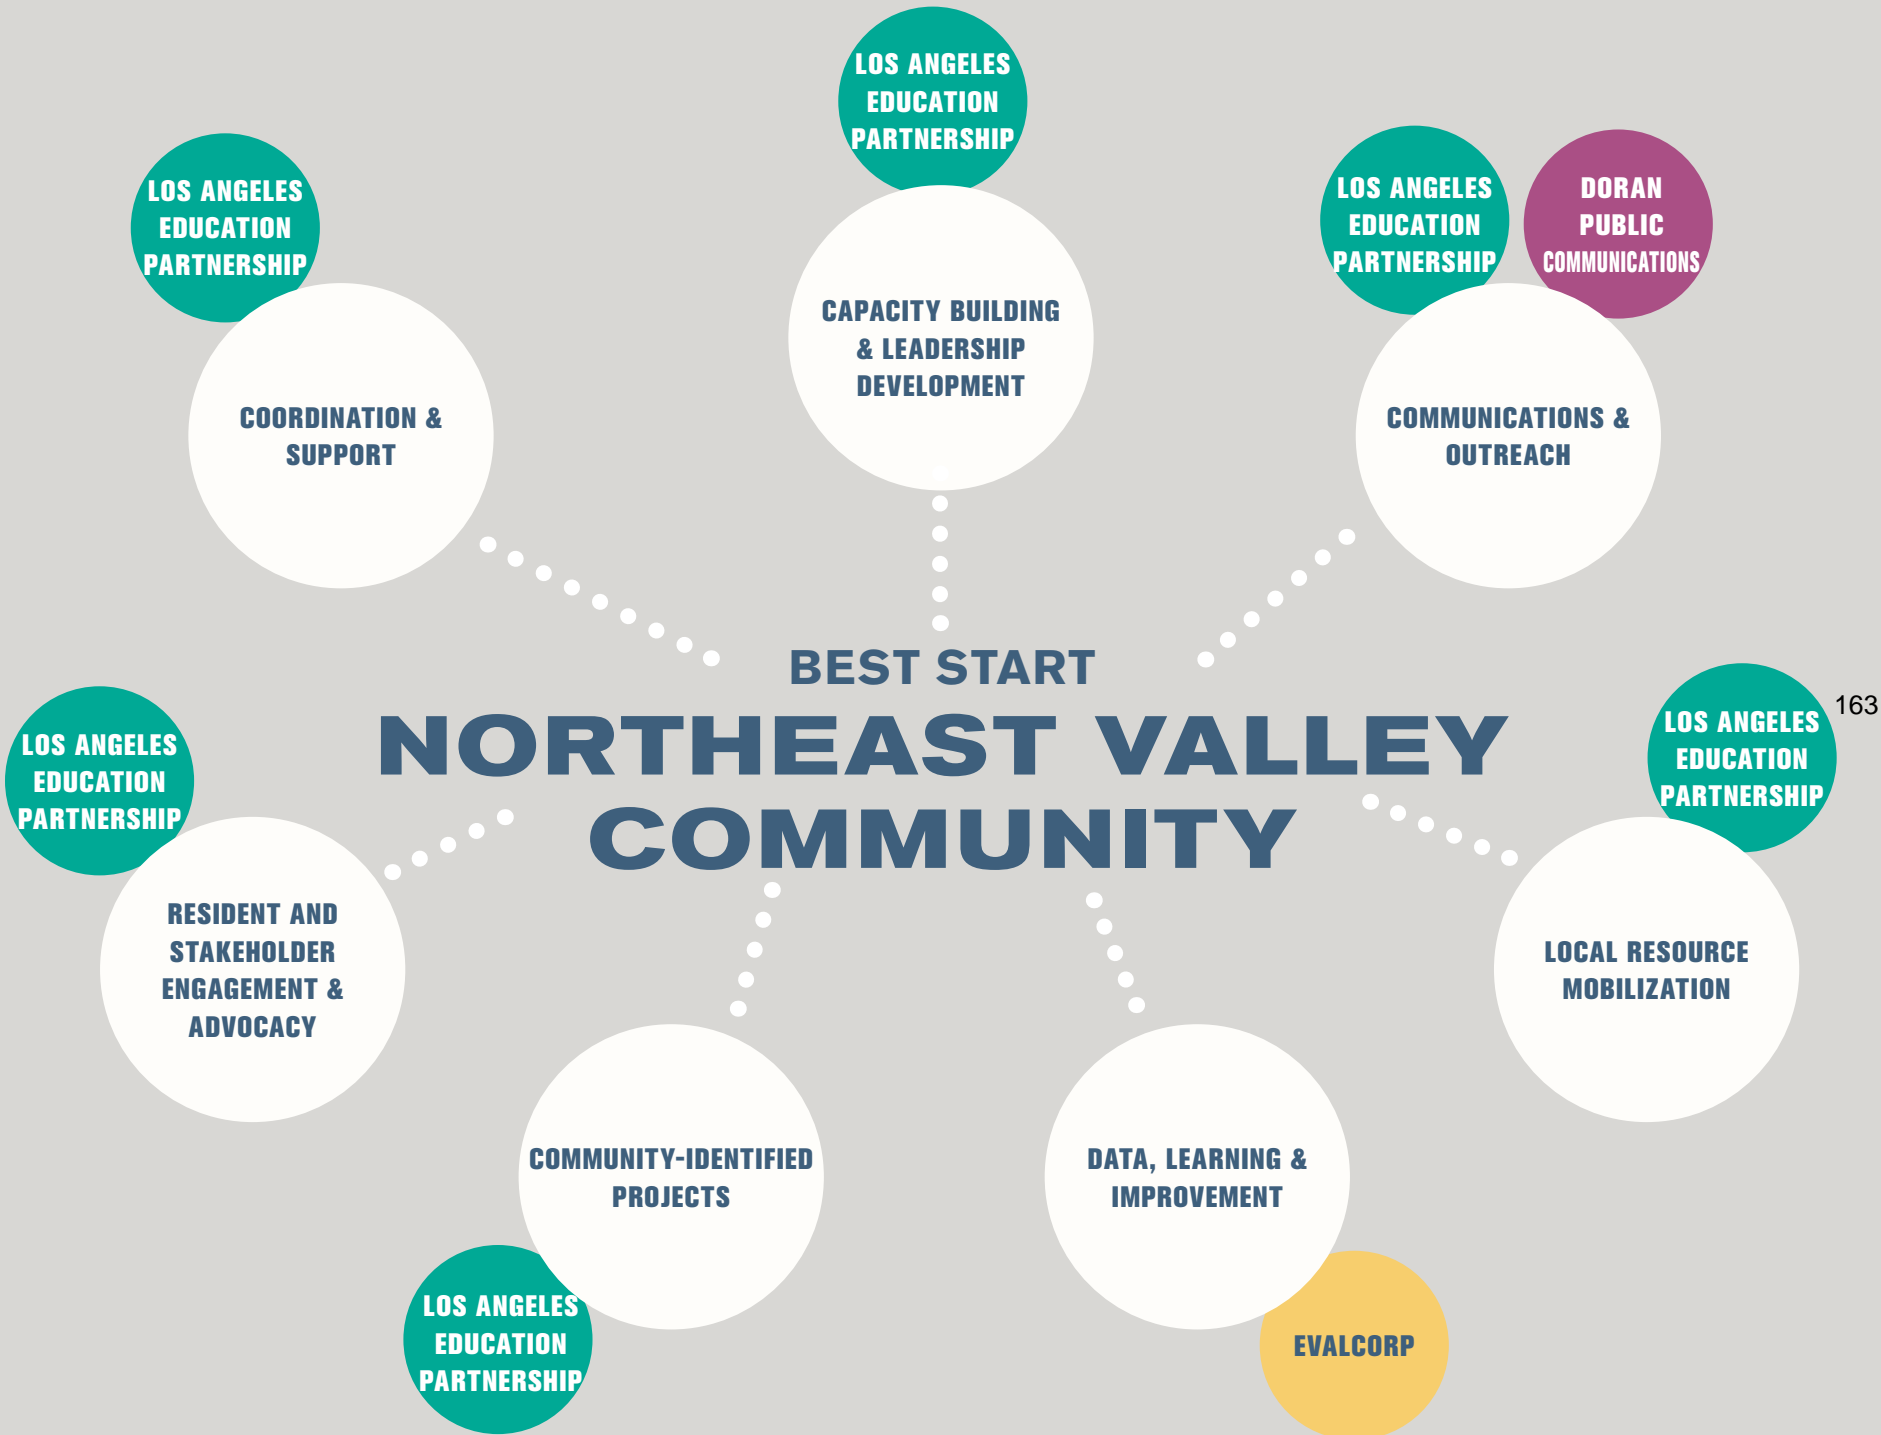 LOS ANGELES
EDUCATION
PARTNERSHIP
CAPACITY BUILDING
& LEADERSHIP
DEVELOPMENT
LOS ANGELES
EDUCATION
PARTNERSHIP
COORDINATION &
SUPPORT
LOS ANGELES
EDUCATION
PARTNERSHIP
DORAN
PUBLIC
COMMUNICATIONS
COMMUNICATIONS &
OUTREACH
BEST START
NORTHEAST VALLEY
COMMUNITY
LOS ANGELES
EDUCATION
PARTNERSHIP
RESIDENT AND
STAKEHOLDER
ENGAGEMENT &
ADVOCACY
LOS ANGELES
EDUCATION
PARTNERSHIP
163
LOCAL RESOURCE
MOBILIZATION
COMMUNITY-IDENTIFIED
PROJECTS
LOS ANGELES
EDUCATION
PARTNERSHIP
DATA, LEARNING &
IMPROVEMENT
EVALCORP